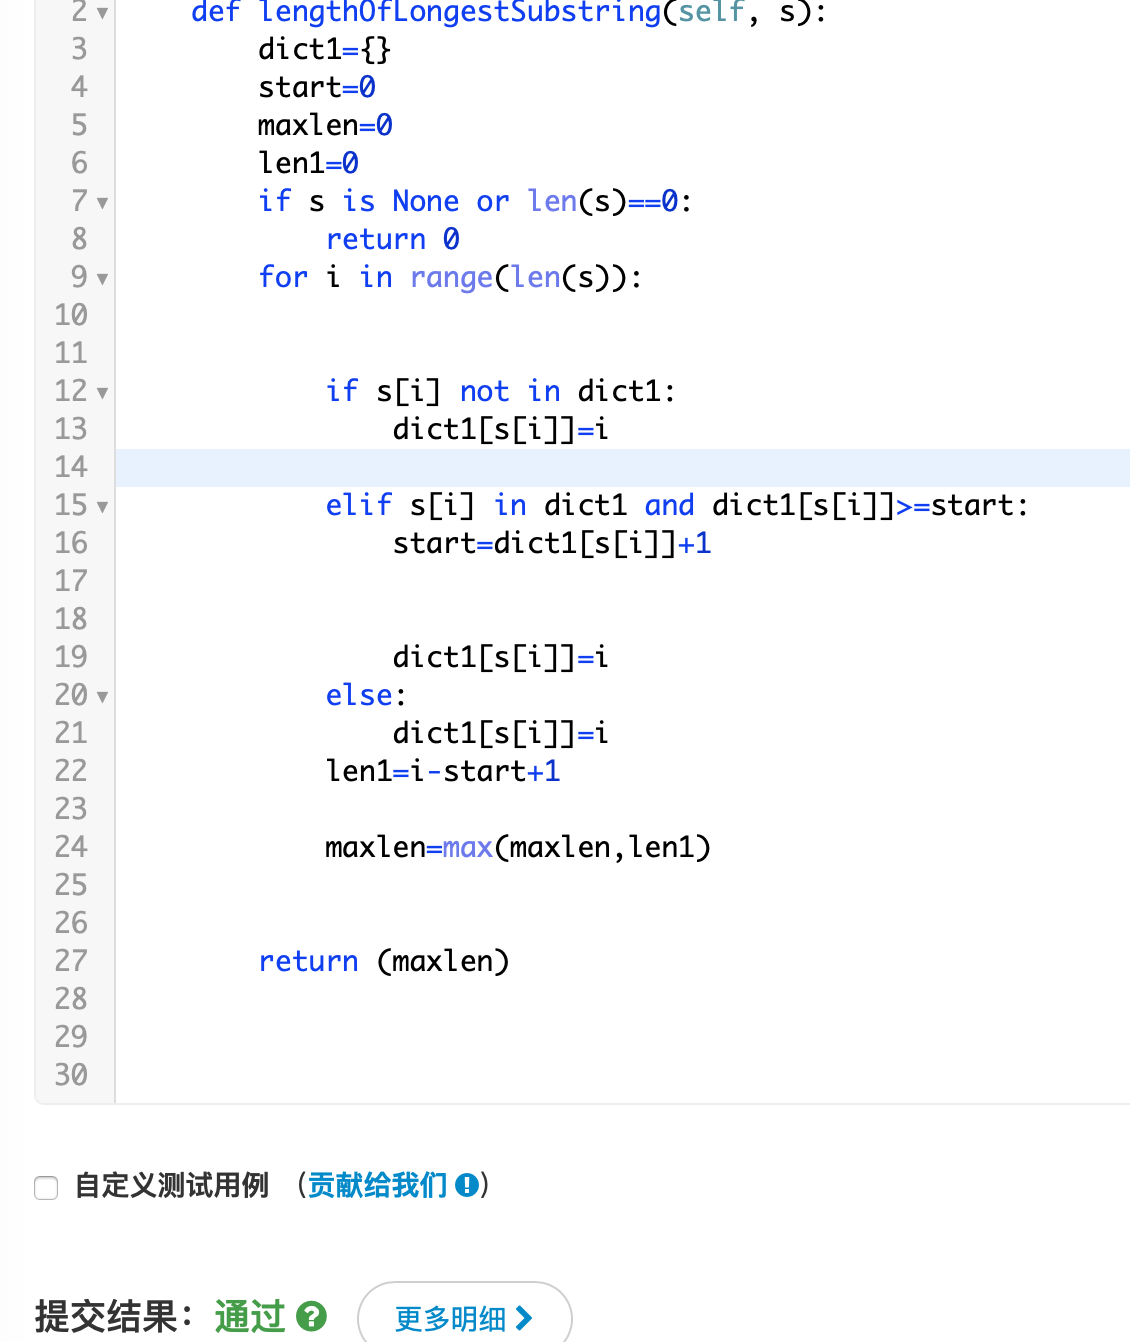 2 def lengthOfLongestSubstring(self, s):
3 dict1={}
4 start=0
5 maxlen=0
6 len1=0
7 if s is None or len(s)==0:
8 return 0
9 for i in range(len(s)):
10
11
12 if s[i] not in dict1:
13 dict1[s[i]]=i
14
15 elif s[i] in dict1 and dict1[s[i]]>=start:
16 start=dict1[s[i]]+1
17
18
19 dict1[s[i]]=i
20 else:
21 dict1[s[i]]=i
22 len1=i-start+1
23
24 maxlen=max(maxlen,len1)
25
26
27 return (maxlen)
28
29
30
自定义测试用例 （贡献给我们 ）
提交结果：通过 更多明细